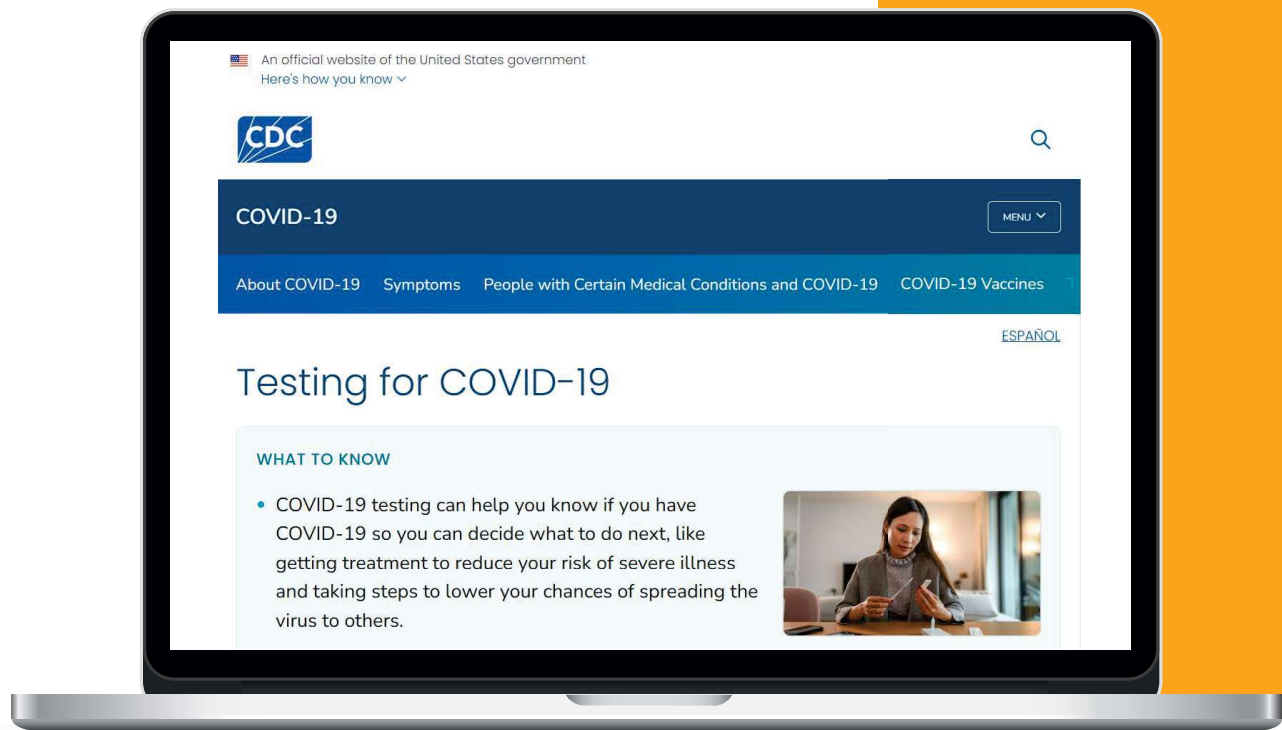 An official website of the United States government
Here's how you know
CDC
COVID-19
MENU
About COVID-19 Symptoms People with Certain Medical Conditions and COVID-19 COVID-19 Vaccines
ESPAÑOL
Testing for COVID-19
WHAT TO KNOW
• COVID-19 testing can help you know if you have
COVID-19 so you can decide what to do next, like
getting treatment to reduce your risk of severe illness
and taking steps to lower your chances of spreading the
virus to others.